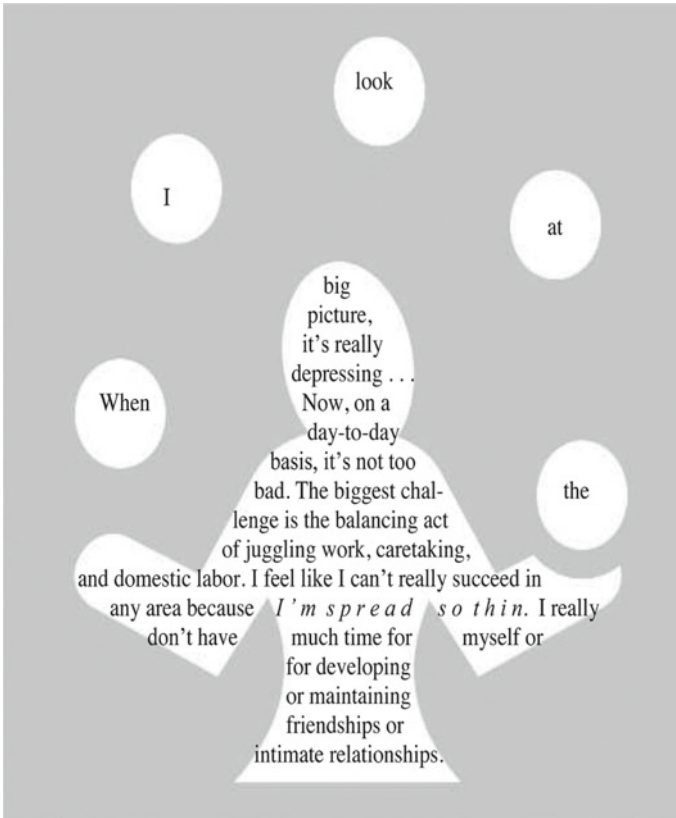 When
I
look
at
the
big
picture,
it’s really
depressing . . .
Now, on a
day-to-day
basis, it’s not too
bad. The biggest chal-
lenge is the balancing act
of juggling work, caretaking,
and domestic labor. I feel like I can’t really succeed in
any area because I’m spread so thin. I really
don’t have much time for myself or
for developing
or maintaining
friendships or
intimate relationships.